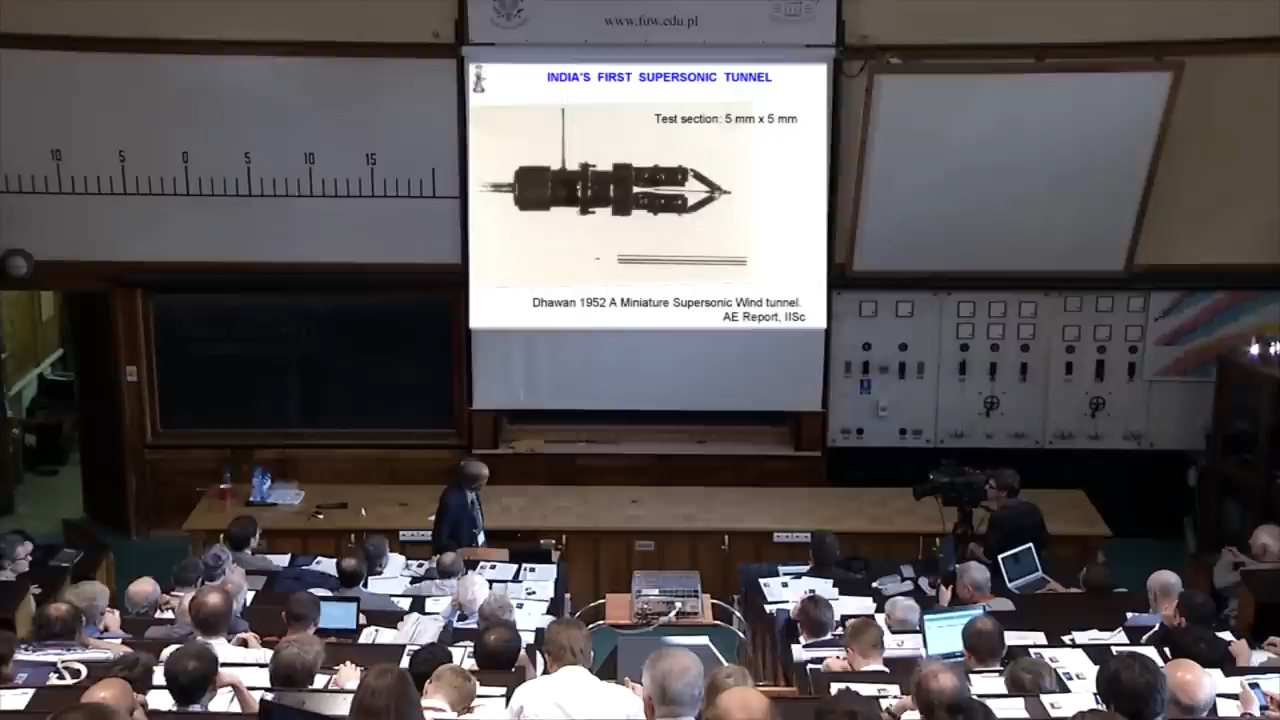 www.fuw.edu.pl
INDIA'S FIRST SUPERSONIC TUNNEL
Test section: 5 mm x 5 mm
10 5 0 5 10 15
Dhawan 1952 A Miniature Supersonic Wind tunnel.
AE Report, IISc